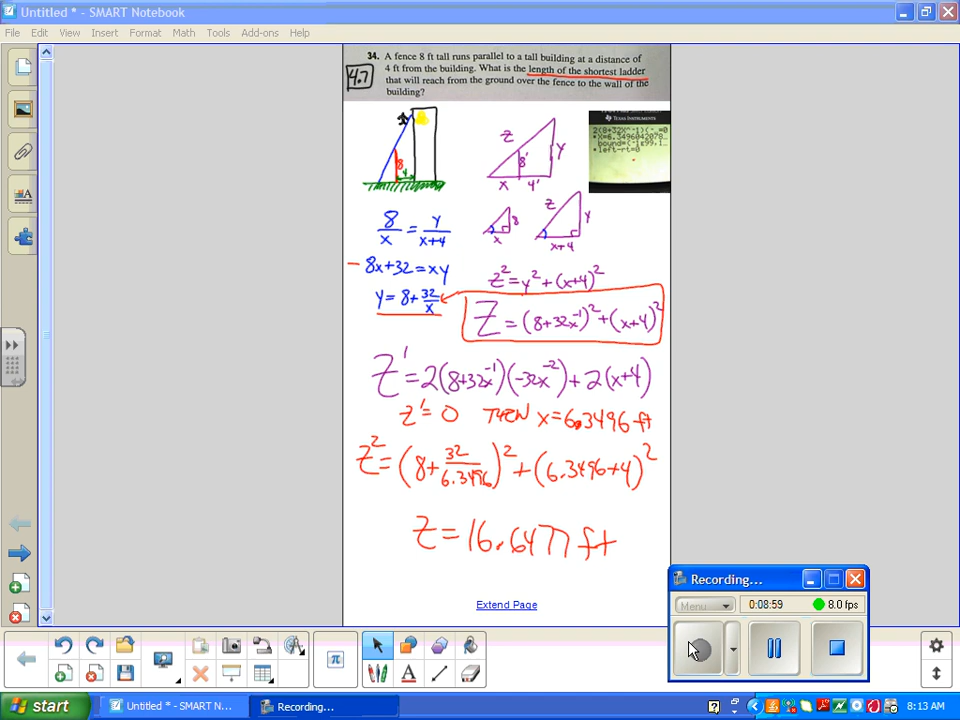 Untitled * - SMART Notebook
File Edit View Insert Format Math Tools Add-ons Help
34. A fence 8 ft tall runs parallel to a tall building at a distance of
4 ft from the building. What is the length of the shortest ladder
4.7
that will reach from the ground over the fence to the wall of the
building?
TEXAS INSTRUMENTS
8
4
z
8'
y
x
4'
z
8
y
x
x+4
8/x = y/(x+4)
8x+32=xy
z²=y²+(x+4)²
y=8+32/x
Z=(8+32x⁻¹)²+(x+4)²
Z'=2(8+32x⁻¹)(-32x⁻²)+2(x+4)
z'=0 THEN x=6.3496 ft
z²=(8+32/6.3496)²+(6.3496+4)²
z=16.6477 ft
Extend Page
Recording...
Menu
0:08:59
8.0 fps
π
A
start
Untitled * - SMART N...
Recording...
8:13 AM